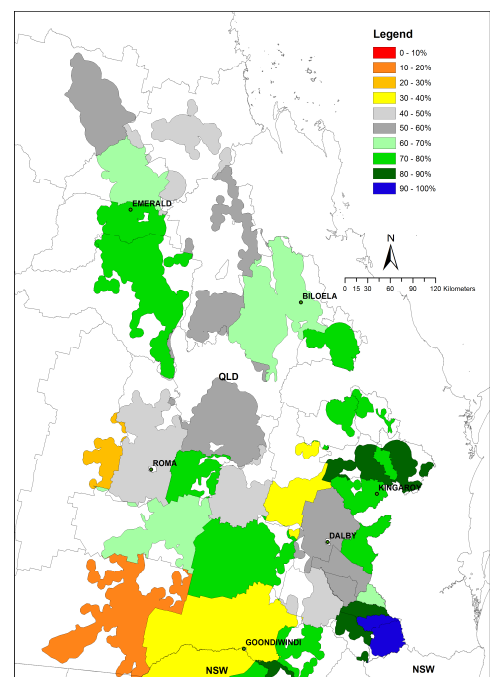 Legend
0 - 10%
10 - 20%
20 - 30%
30 - 40%
40 - 50%
50 - 60%
60 - 70%
70 - 80%
80 - 90%
90 - 100%
N
0 15 30 60 90 120 Kilometers
EMERALD
BILOELA
QLD
ROMA
KINGAROY
DALBY
GOONDIWINDI
NSW
NSW